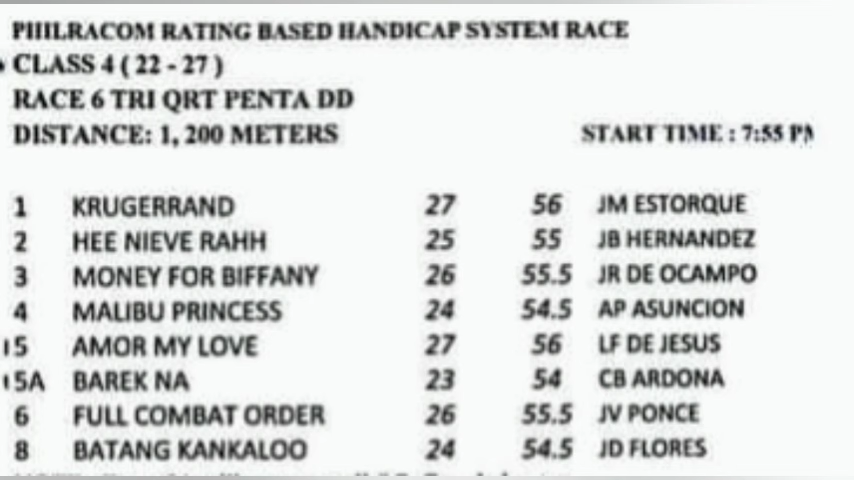 PHILRACOM RATING BASED HANDICAP SYSTEM RACE
CLASS 4 ( 22 - 27 )
RACE 6 TRI QRT PENTA DD
DISTANCE: 1, 200 METERS START TIME : 7:55 PM
1 KRUGERRAND 27 56 JM ESTORQUE
2 HEE NIEVE RAHH 25 55 JB HERNANDEZ
3 MONEY FOR BIFFANY 26 55.5 JR DE OCAMPO
4 MALIBU PRINCESS 24 54.5 AP ASUNCION
5 AMOR MY LOVE 27 56 LF DE JESUS
5A BAREK NA 23 54 CB ARDONA
6 FULL COMBAT ORDER 26 55.5 JV PONCE
8 BATANG KANKALOO 24 54.5 JD FLORES